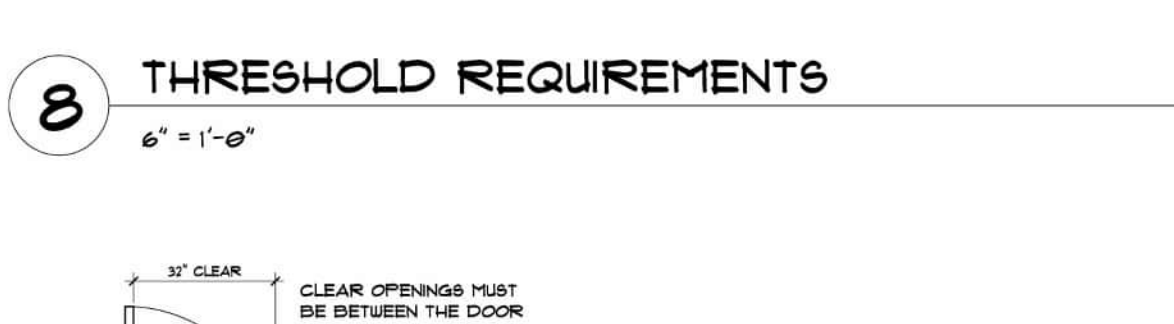 8
THRESHOLD REQUIREMENTS
6" = 1'-0"
32" CLEAR
CLEAR OPENINGS MUST
BE BETWEEN THE DOOR